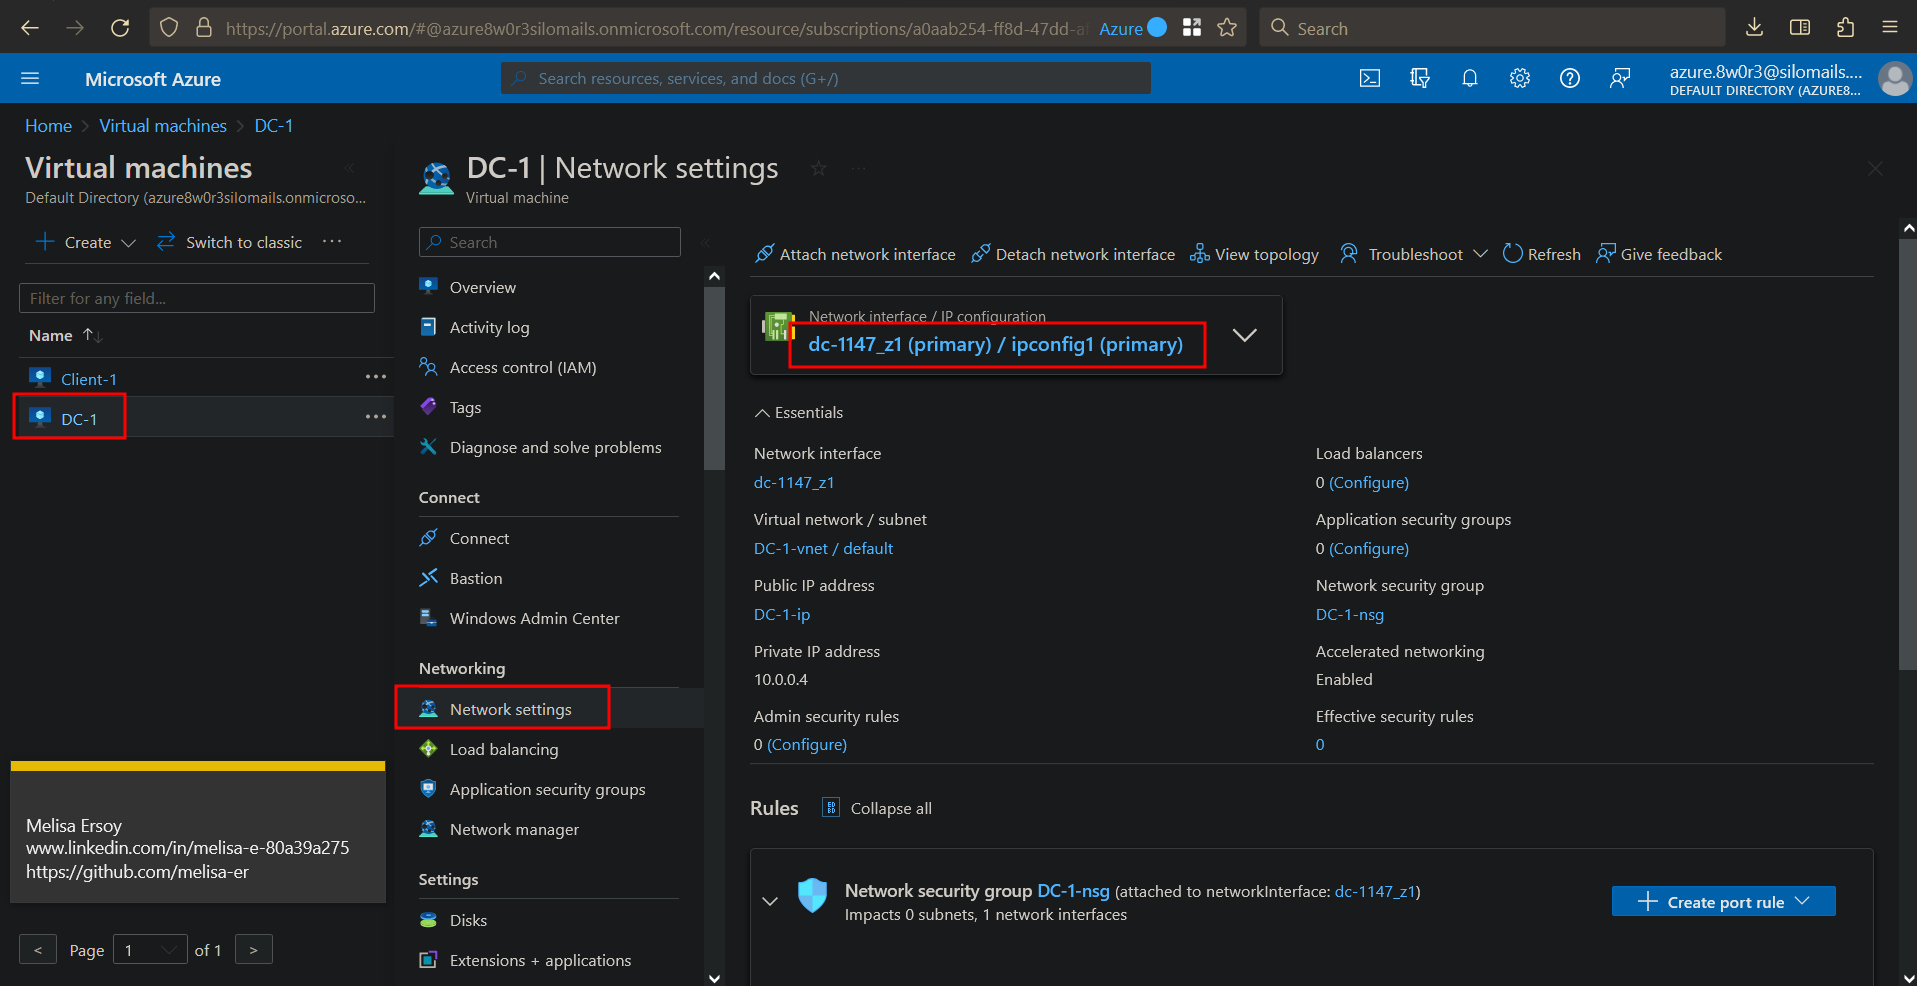 https://portal.azure.com/#@azure8w0r3silomails.onmicrosoft.com/resource/subscriptions/a0aab254-ff8d-47dd-a
Azure
Search
Microsoft Azure
Search resources, services, and docs (G+/)
azure.8w0r3@silomails....
DEFAULT DIRECTORY (AZURE8...
Home > Virtual machines > DC-1
Virtual machines
Default Directory (azure8w0r3silomails.onmicroso...
Create
Switch to classic
Filter for any field...
Name
Client-1
DC-1
Melisa Ersoy
www.linkedin.com/in/melisa-e-80a39a275
https://github.com/melisa-er
< Page 1 of 1 >
DC-1 | Network settings
Virtual machine
Search
Overview
Activity log
Access control (IAM)
Tags
Diagnose and solve problems
Connect
Connect
Bastion
Windows Admin Center
Networking
Network settings
Load balancing
Application security groups
Network manager
Settings
Disks
Extensions + applications
Attach network interface
Detach network interface
View topology
Troubleshoot
Refresh
Give feedback
Network interface / IP configuration
dc-1147_z1 (primary) / ipconfig1 (primary)
Essentials
Network interface
dc-1147_z1
Virtual network / subnet
DC-1-vnet / default
Public IP address
DC-1-ip
Private IP address
10.0.0.4
Admin security rules
0 (Configure)
Load balancers
0 (Configure)
Application security groups
0 (Configure)
Network security group
DC-1-nsg
Accelerated networking
Enabled
Effective security rules
0
Rules
Collapse all
Network security group DC-1-nsg (attached to networkInterface: dc-1147_z1)
Impacts 0 subnets, 1 network interfaces
Create port rule